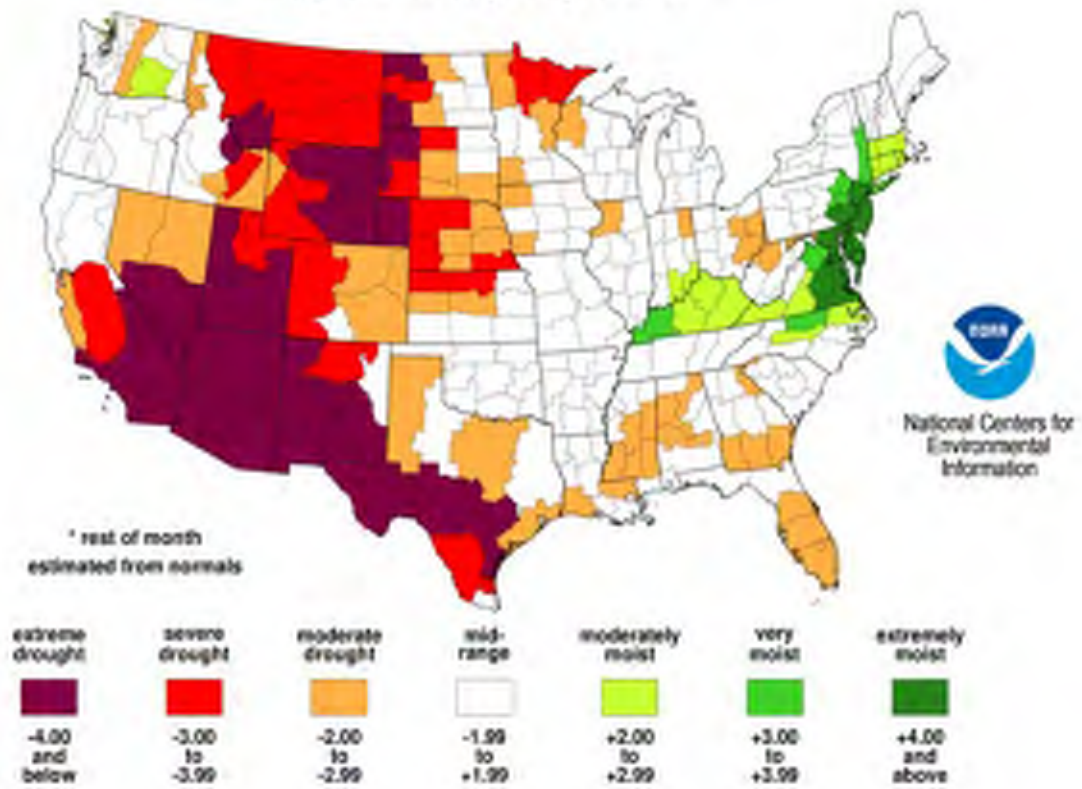 NOAA
National Centers for
Environmental
Information
* rest of month
estimated from normals
extreme
drought
severe
drought
moderate
drought
mid-
range
moderately
moist
very
moist
extremely
moist
-4.00
and
below
-3.00
to
-3.99
-2.00
to
-2.99
-1.99
to
+1.99
+2.00
to
+2.99
+3.00
to
+3.99
+4.00
and
above